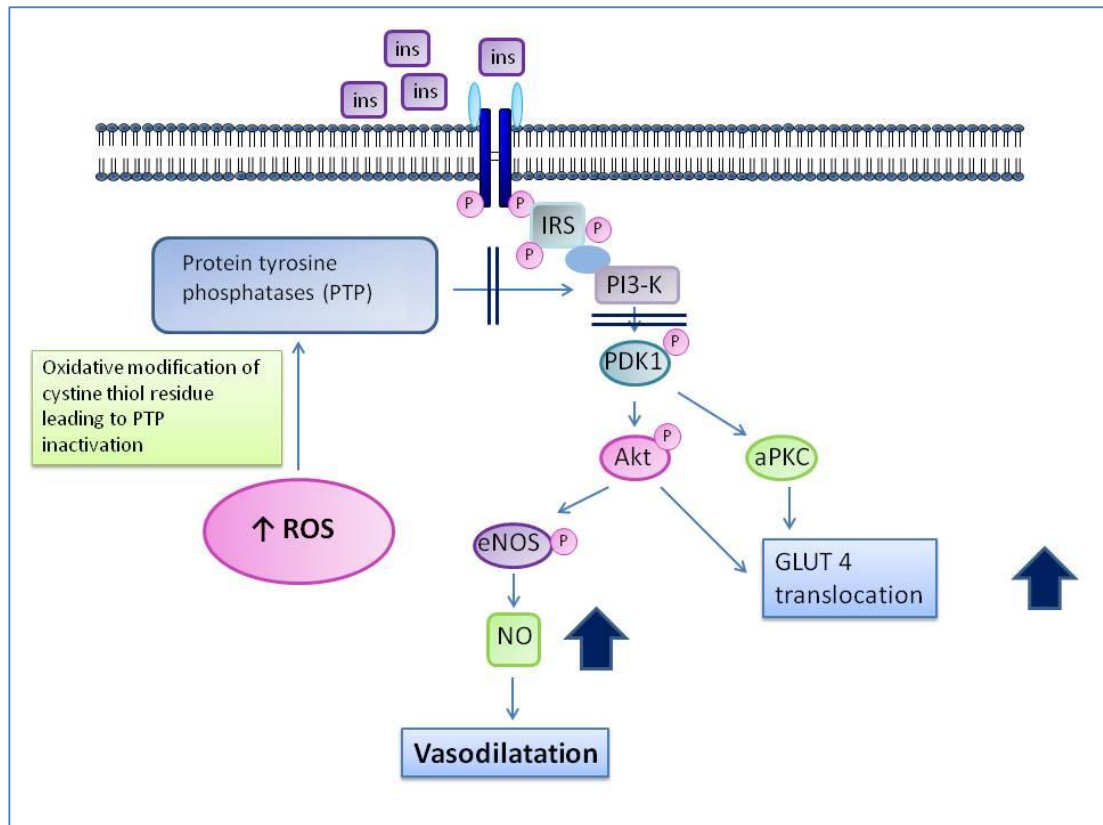 ins
ins
ins
ins
P
P
IRS
P
P
Protein tyrosine
phosphatases (PTP)
PI3-K
P
PDK1
Oxidative modification of
cystine thiol residue
leading to PTP
inactivation
P
Akt
aPKC
↑ ROS
eNOS
P
GLUT 4
translocation
NO
Vasodilatation